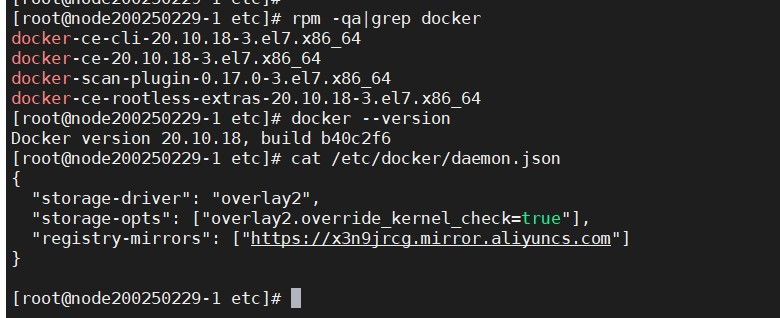 [root@node200250229-1 etc]# rpm -qa|grep docker
docker-ce-cli-20.10.18-3.el7.x86_64
docker-ce-20.10.18-3.el7.x86_64
docker-scan-plugin-0.17.0-3.el7.x86_64
docker-ce-rootless-extras-20.10.18-3.el7.x86_64
[root@node200250229-1 etc]# docker --version
Docker version 20.10.18, build b40c2f6
[root@node200250229-1 etc]# cat /etc/docker/daemon.json
{
  "storage-driver": "overlay2",
  "storage-opts": ["overlay2.override_kernel_check=true"],
  "registry-mirrors": ["https://x3n9jrcg.mirror.aliyuncs.com"]
}
[root@node200250229-1 etc]#